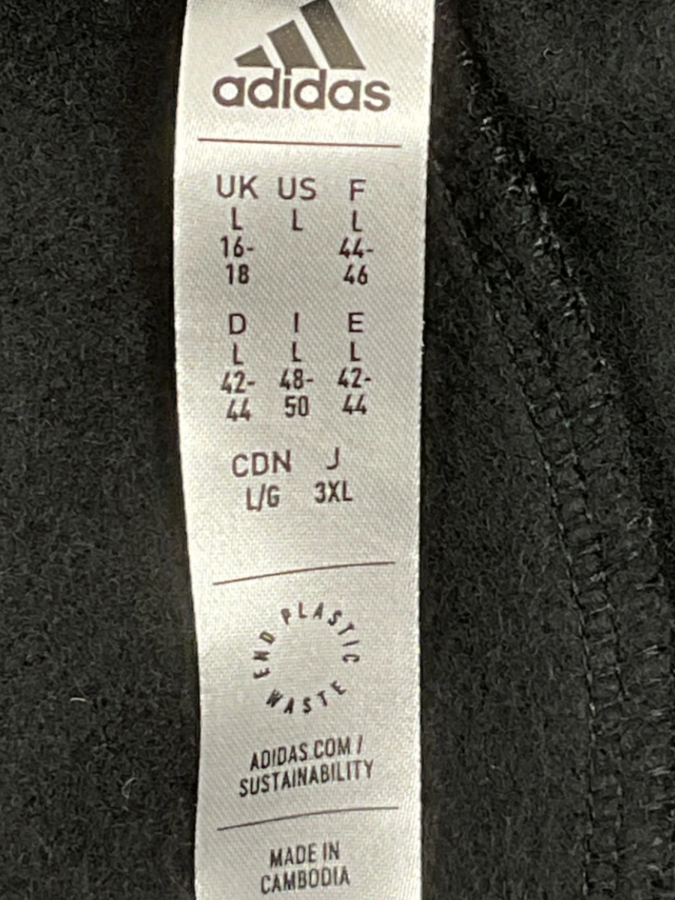 adidas
UK US F
L L L
16- 44-
18 46
D I E
L L L
42- 48- 42-
44 50 44
CDN J
L/G 3XL
END PLASTIC WASTE
ADIDAS.COM /
SUSTAINABILITY
MADE IN
CAMBODIA